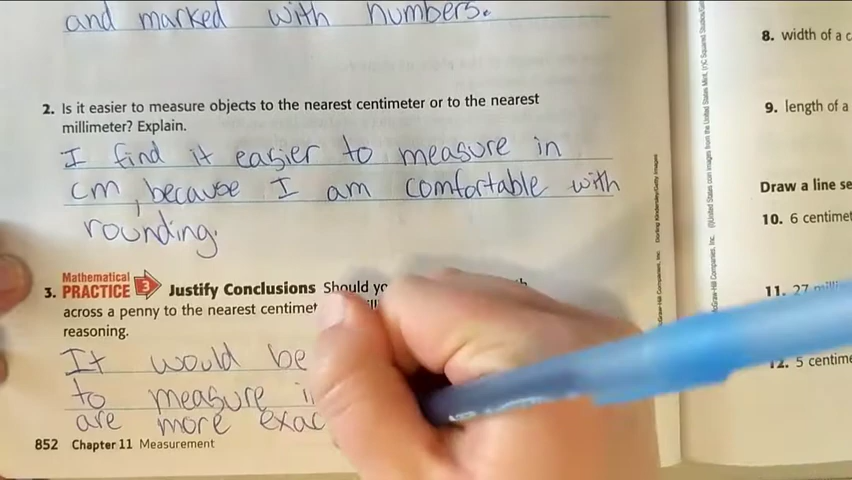 and marked with numbers.
8. width of a c
2. Is it easier to measure objects to the nearest centimeter or to the nearest
millimeter? Explain.
9. length of a
I find it easier to measure in
cm, because I am comfortable with
rounding.
Draw a line se
10. 6 centimet
Mathematical
3. PRACTICE 3 Justify Conclusions Should yo
across a penny to the nearest centimet
reasoning.
11. 27 milli
It would be
to measure i
are more exac
12. 5 centime
852 Chapter 11 Measurement